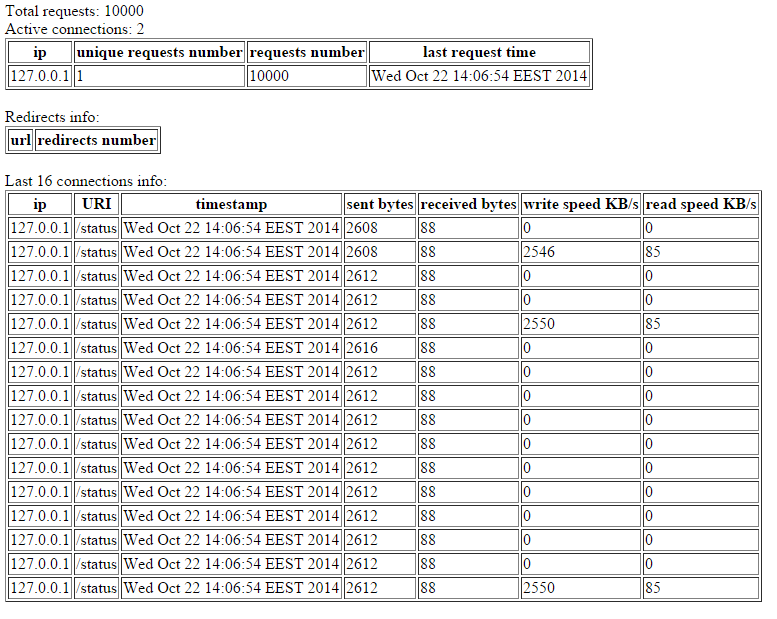 Total requests: 10000
Active connections: 2
ip unique requests number requests number last request time
127.0.0.1 1 10000 Wed Oct 22 14:06:54 EEST 2014
Redirects info:
url redirects number
Last 16 connections info:
ip URI timestamp sent bytes received bytes write speed KB/s read speed KB/s
127.0.0.1 /status Wed Oct 22 14:06:54 EEST 2014 2608 88 0 0
127.0.0.1 /status Wed Oct 22 14:06:54 EEST 2014 2608 88 2546 85
127.0.0.1 /status Wed Oct 22 14:06:54 EEST 2014 2612 88 0 0
127.0.0.1 /status Wed Oct 22 14:06:54 EEST 2014 2612 88 0 0
127.0.0.1 /status Wed Oct 22 14:06:54 EEST 2014 2612 88 2550 85
127.0.0.1 /status Wed Oct 22 14:06:54 EEST 2014 2616 88 0 0
127.0.0.1 /status Wed Oct 22 14:06:54 EEST 2014 2612 88 0 0
127.0.0.1 /status Wed Oct 22 14:06:54 EEST 2014 2612 88 0 0
127.0.0.1 /status Wed Oct 22 14:06:54 EEST 2014 2612 88 0 0
127.0.0.1 /status Wed Oct 22 14:06:54 EEST 2014 2612 88 0 0
127.0.0.1 /status Wed Oct 22 14:06:54 EEST 2014 2612 88 0 0
127.0.0.1 /status Wed Oct 22 14:06:54 EEST 2014 2612 88 0 0
127.0.0.1 /status Wed Oct 22 14:06:54 EEST 2014 2612 88 0 0
127.0.0.1 /status Wed Oct 22 14:06:54 EEST 2014 2612 88 0 0
127.0.0.1 /status Wed Oct 22 14:06:54 EEST 2014 2612 88 0 0
127.0.0.1 /status Wed Oct 22 14:06:54 EEST 2014 2612 88 2550 85